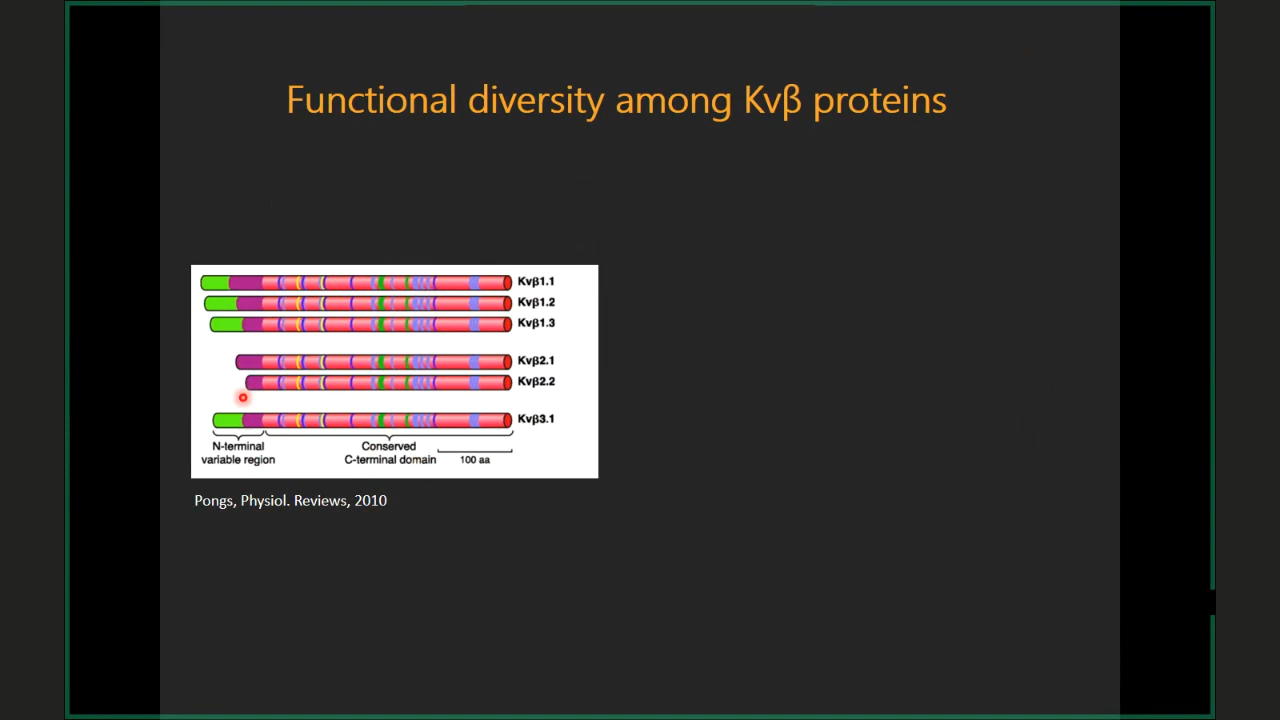 Functional diversity among Kvβ proteins
Kvβ1.1
Kvβ1.2
Kvβ1.3
Kvβ2.1
Kvβ2.2
Kvβ3.1
N-terminal
variable region
Conserved
C-terminal domain
100 aa
Pongs, Physiol. Reviews, 2010